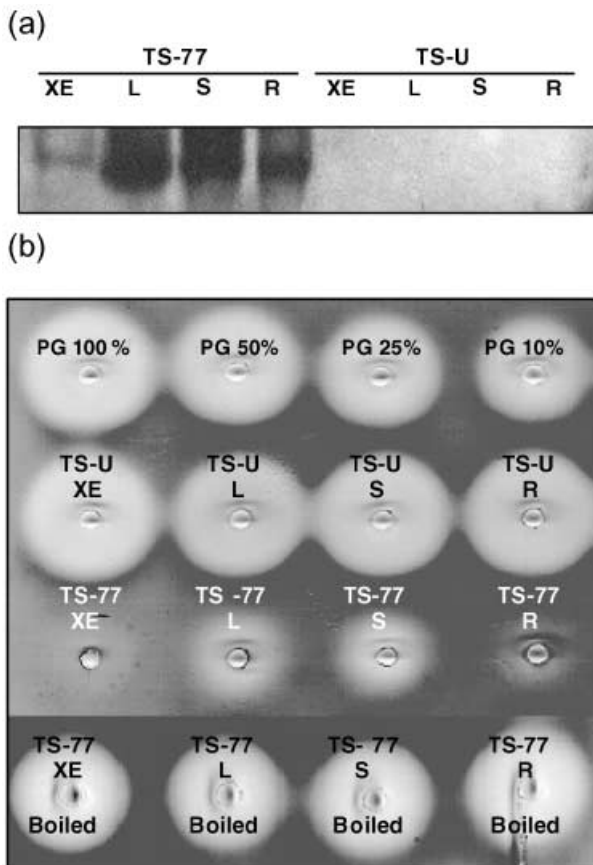 (a)
TS-77 TS-U
XE L S R XE L S R
(b)
PG 100 % PG 50% PG 25% PG 10%
TS-U TS-U TS-U TS-U
XE L S R
TS-77 TS -77 TS-77 TS-77
XE L S R
TS-77 TS-77 TS- 77 TS-77
XE L S R
Boiled Boiled Boiled Boiled